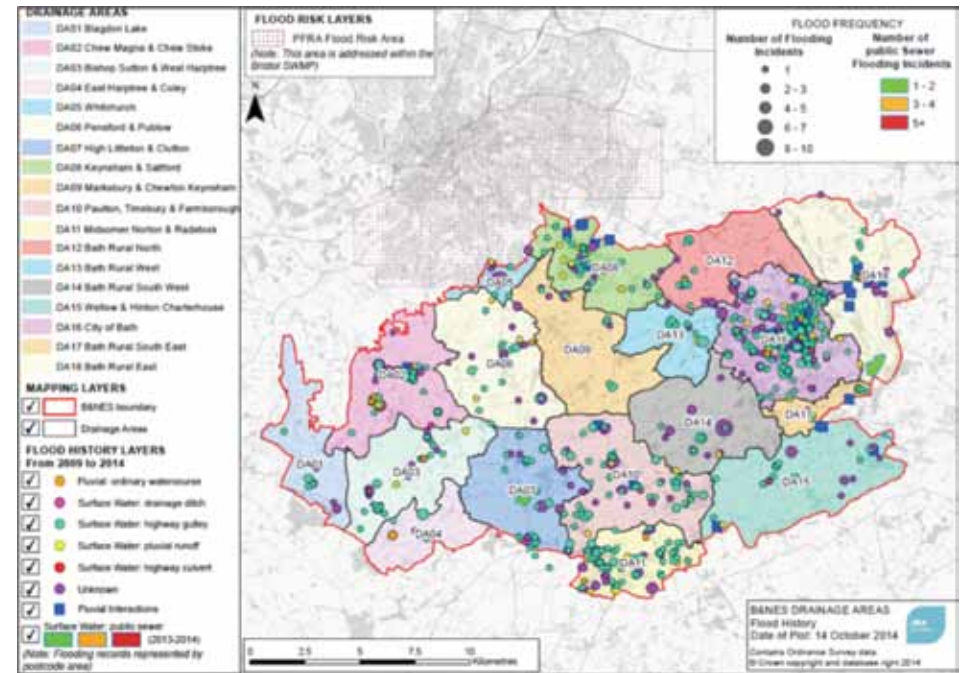 DRAINAGE AREAS
DA01 Blagdon Lake
DA02 Chew Magna & Chew Stoke
DA03 Bishop Sutton & West Harptree
DA04 East Harptree & Coley
DA05 Whitchurch
DA06 Pensford & Publow
DA07 High Littleton & Clutton
DA08 Keynsham & Saltford
DA09 Marksbury & Chewton Keynsham
DA10 Paulton, Timsbury & Farmborough
DA11 Midsomer Norton & Radstock
DA12 Bath Rural North
DA13 Bath Rural West
DA14 Bath Rural South West
DA15 Wellow & Hinton Charterhouse
DA16 City of Bath
DA17 Bath Rural South East
DA18 Bath Rural East
MAPPING LAYERS
B&NES boundary
Drainage Areas
FLOOD HISTORY LAYERS
From 2009 to 2014
Fluvial: ordinary watercourse
Surface Water: drainage ditch
Surface Water: highway gulley
Surface Water: pluvial runoff
Surface Water: highway culvert
Unknown
Fluvial Interactions
Surface Water: public sewer
(2013-2014)
(Note: Flooding records represented by
postcode area)
FLOOD RISK LAYERS
PFRA Flood Risk Area
(Note: This area is addressed within the
Bristol SWMP)
N
FLOOD FREQUENCY
Number of Flooding
Incidents
1
2 - 3
4 - 5
6 - 7
8 - 10
Number of
public Sewer
Flooding Incidents
1 - 2
3 - 4
5+
DA12
DA05
DA08
DA18
DA13
DA16
DA02
DA06
DA09
DA14
DA17
DA01
DA03
DA07
DA10
DA15
DA04
DA11
0 2.5 5 7.5 10
Kilometres
B&NES DRAINAGE AREAS
Flood History
Date of Plot: 14 October 2014
Contains Ordnance Survey data
© Crown copyright and database right 2014